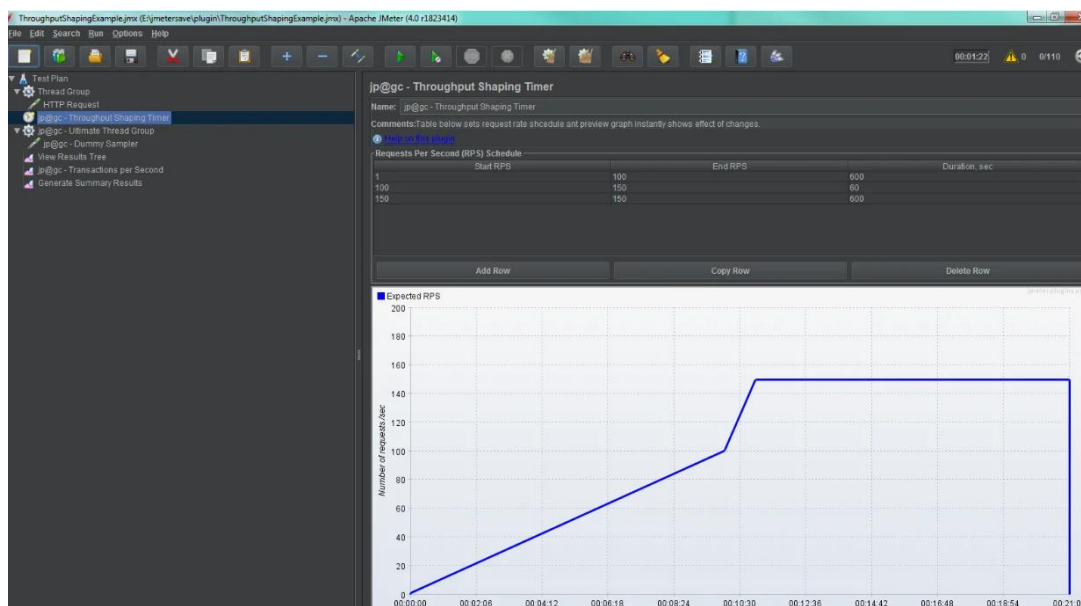 ThroughputShapingExample.jmx (E:\jmetersave\plugin\ThroughputShapingExample.jmx) - Apache JMeter (4.0 r1823414)
File Edit Search Run Options Help
00:01:22 0 0/110
Test Plan
Thread Group
HTTP Request
jp@gc - Throughput Shaping Timer
jp@gc - Ultimate Thread Group
jp@gc - Dummy Sampler
View Results Tree
jp@gc - Transactions per Second
Generate Summary Results
jp@gc - Throughput Shaping Timer
Name: jp@gc - Throughput Shaping Timer
Comments:Table below sets request rate shcedule ant preview graph instantly shows effect of changes.
Help on this plugin
Requests Per Second (RPS) Schedule
Start RPS End RPS Duration, sec
1 100 600
100 150 60
150 150 600
Add Row Copy Row Delete Row
Expected RPS
200
180
160
140
120
100
80
60
40
20
0
Number of requests /sec
00:00:00 00:02:06 00:04:12 00:06:18 00:08:24 00:10:30 00:12:36 00:14:42 00:16:48 00:18:54 00:21:0